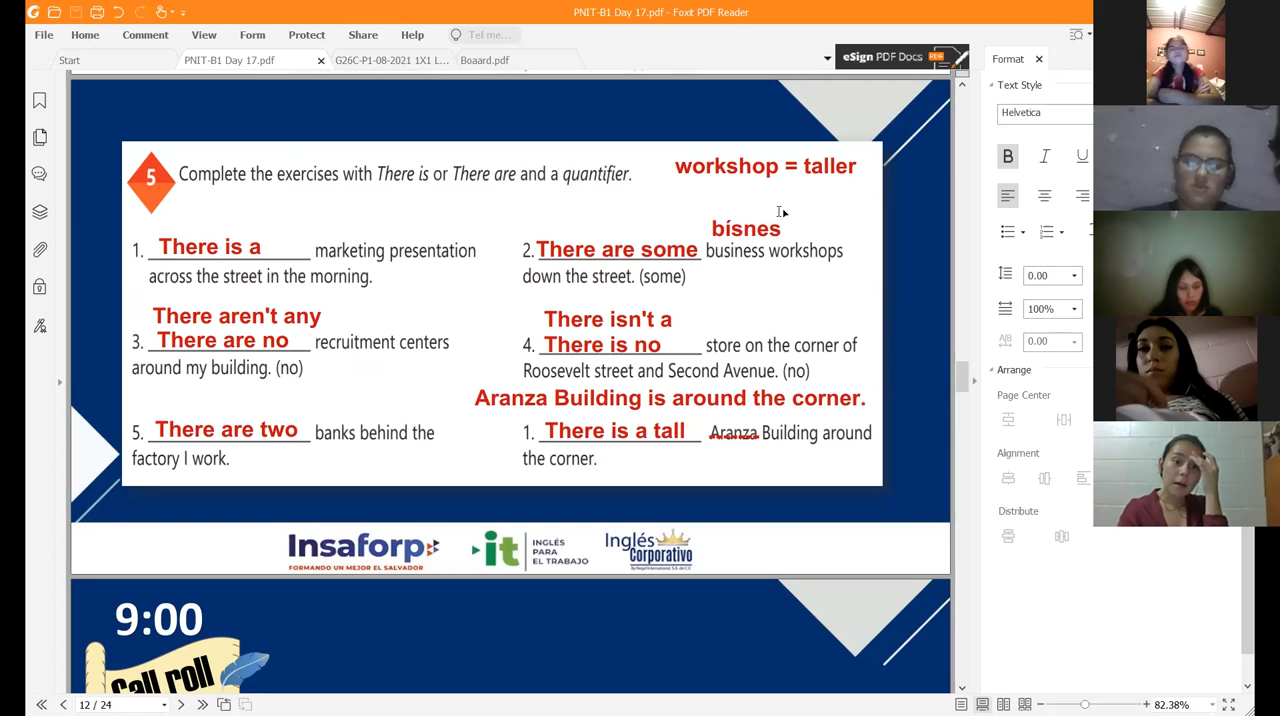 PNIT-B1 Day 17.pdf - Foxit PDF Reader
File Home Comment View Form Protect Share Help Tell me...
Start PNIT-B1 Day 17.pdf G26C-P1-08-2021 1X1 L... Boaard.pdf eSign PDF Docs
Format
Text Style
Helvetica
B I U
0.00
100%
0.00
Arrange
Page Center
Alignment
Distribute
5 Complete the exercises with There is or There are and a quantifier.
workshop = taller
1. There is a marketing presentation
across the street in the morning.
bísnes
2. There are some business workshops
down the street. (some)
There aren't any
3. There are no recruitment centers
around my building. (no)
There isn't a
4. There is no store on the corner of
Roosevelt street and Second Avenue. (no)
5. There are two banks behind the
factory I work.
Aranza Building is around the corner.
1. There is a tall Aranza Building around
the corner.
Insaforp
FORMANDO UN MEJOR EL SALVADOR
it INGLÉS
PARA
EL TRABAJO
Inglés
Corporativo
9:00
Call roll
12 / 24
82.38%